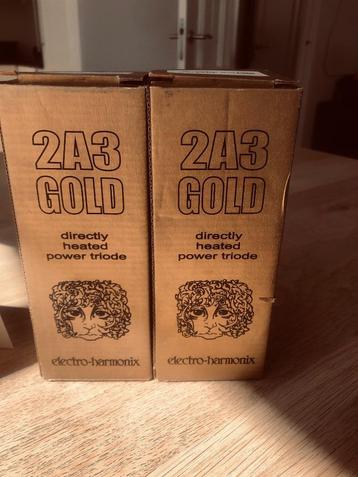 2A3
GOLD
directly
heated
power triode
electro-harmonix
2A3
GOLD
directly
heated
power triode
electro-harmonix